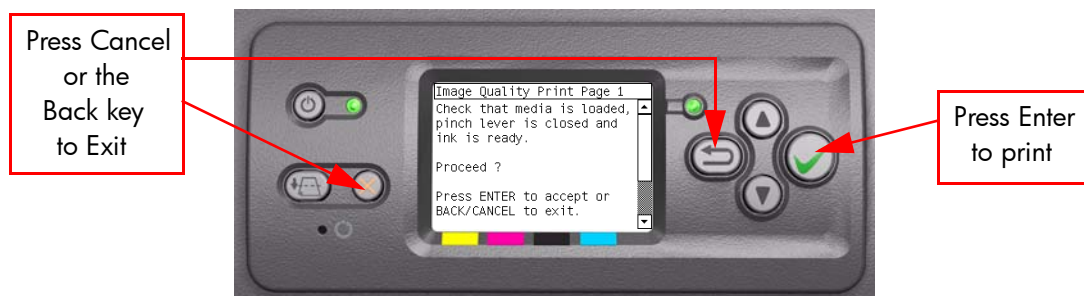 Press Cancel
or the
Back key
to Exit
Image Quality Print Page 1
Check that media is loaded,
pinch lever is closed and
ink is ready.
Proceed ?
Press ENTER to accept or
BACK/CANCEL to exit.
Press Enter
to print